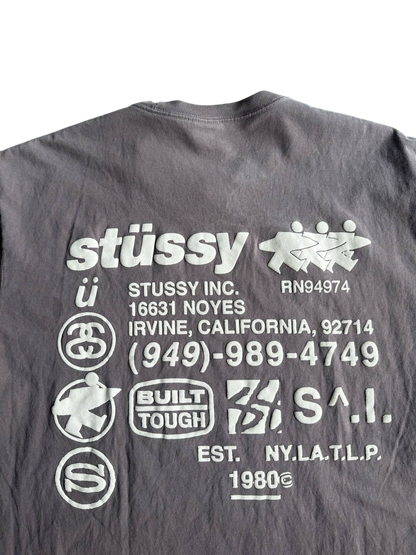 stüssy
ü STUSSY INC. RN94974
16631 NOYES
IRVINE, CALIFORNIA, 92714
(949)-989-4749
BUILT
TOUGH
S^.I.
EST. NY.LA.T.L.P.
1980©
S